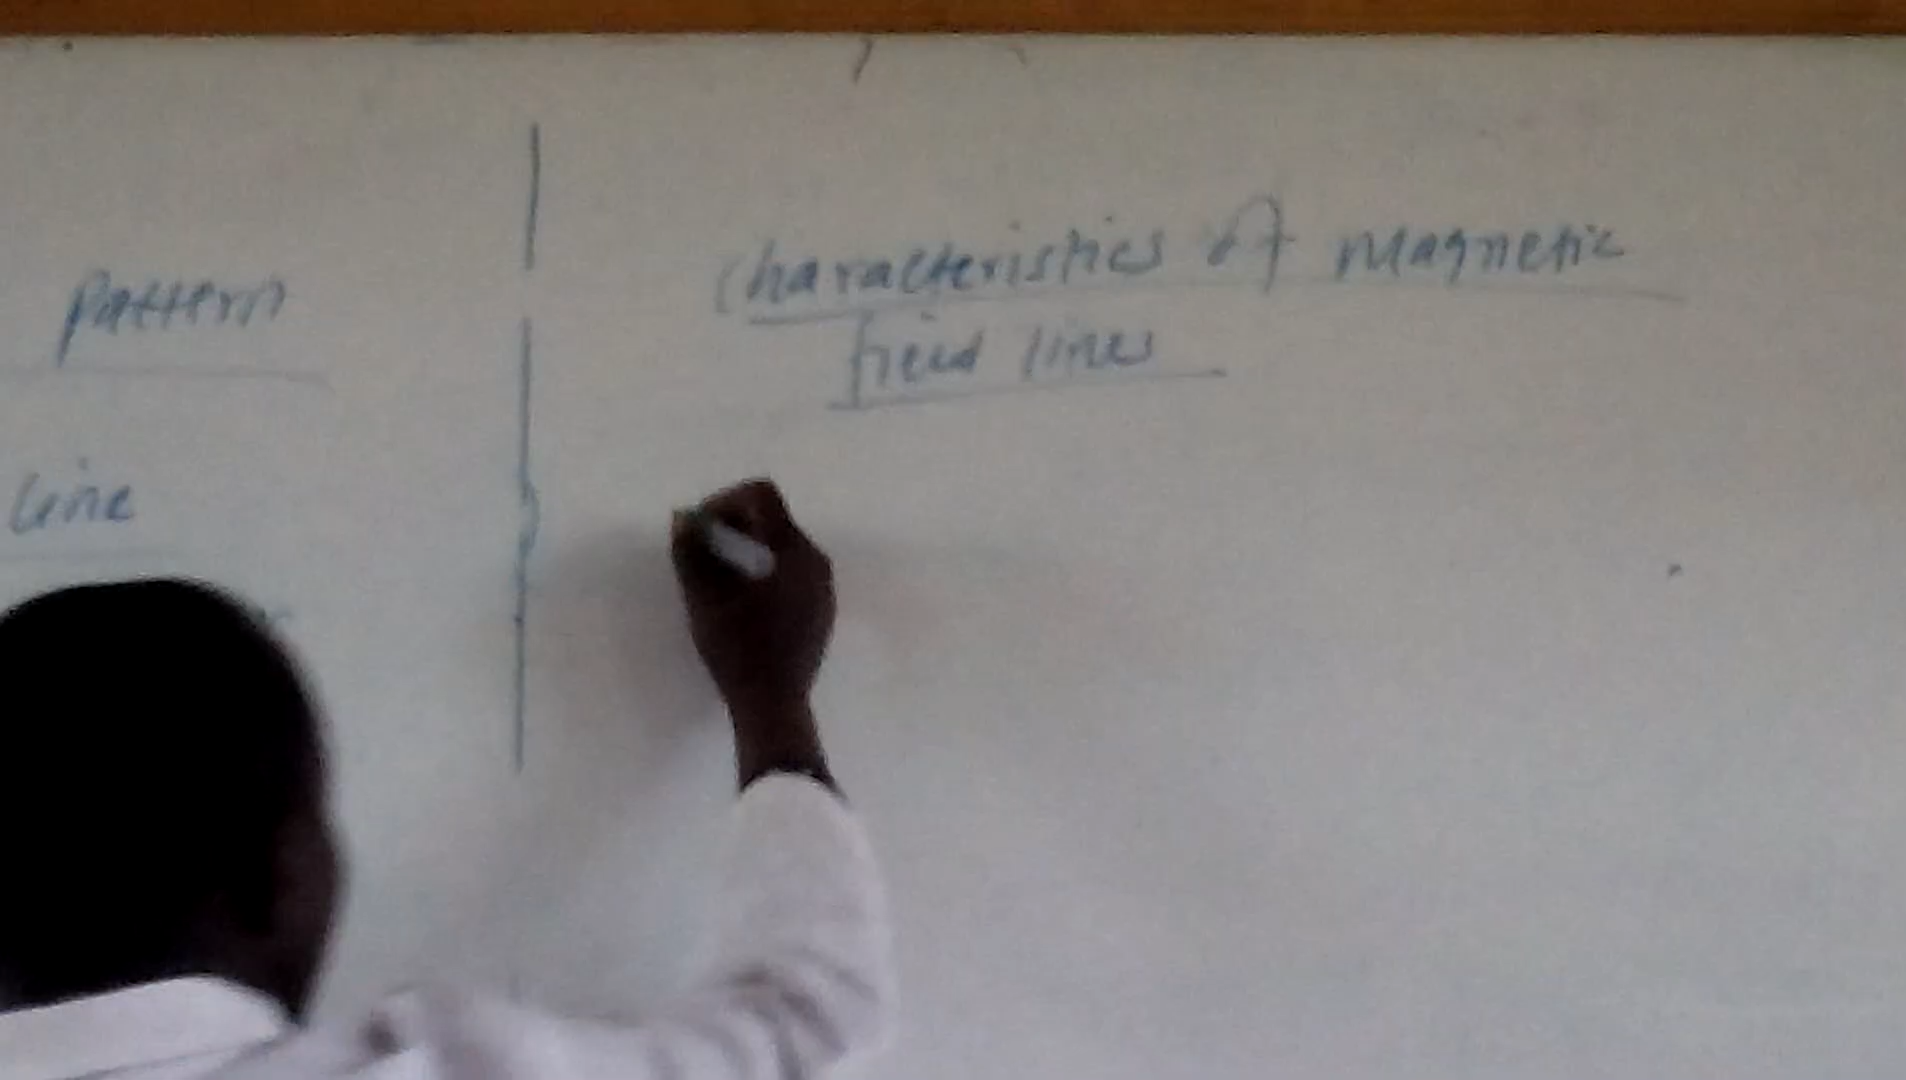 Pattern
Line
Characteristics of Magnetic
field lines